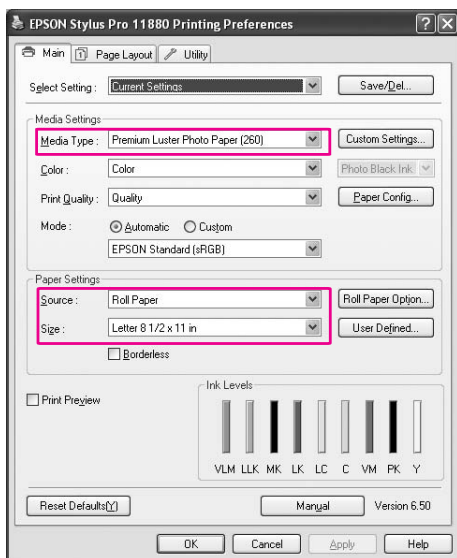 EPSON Stylus Pro 11880 Printing Preferences
Main Page Layout Utility
Select Setting : Current Settings Save/Del...
Media Settings
Media Type : Premium Luster Photo Paper (260) Custom Settings...
Color : Color Photo Black Ink
Print Quality : Quality Paper Config...
Mode : Automatic Custom
EPSON Standard (sRGB)
Paper Settings
Source : Roll Paper Roll Paper Option...
Size : Letter 8 1/2 x 11 in User Defined...
Borderless
Print Preview
Ink Levels
VLM LLK MK LK LC C VM PK Y
Reset Defaults(Y) Manual Version 6.50
OK Cancel Apply Help